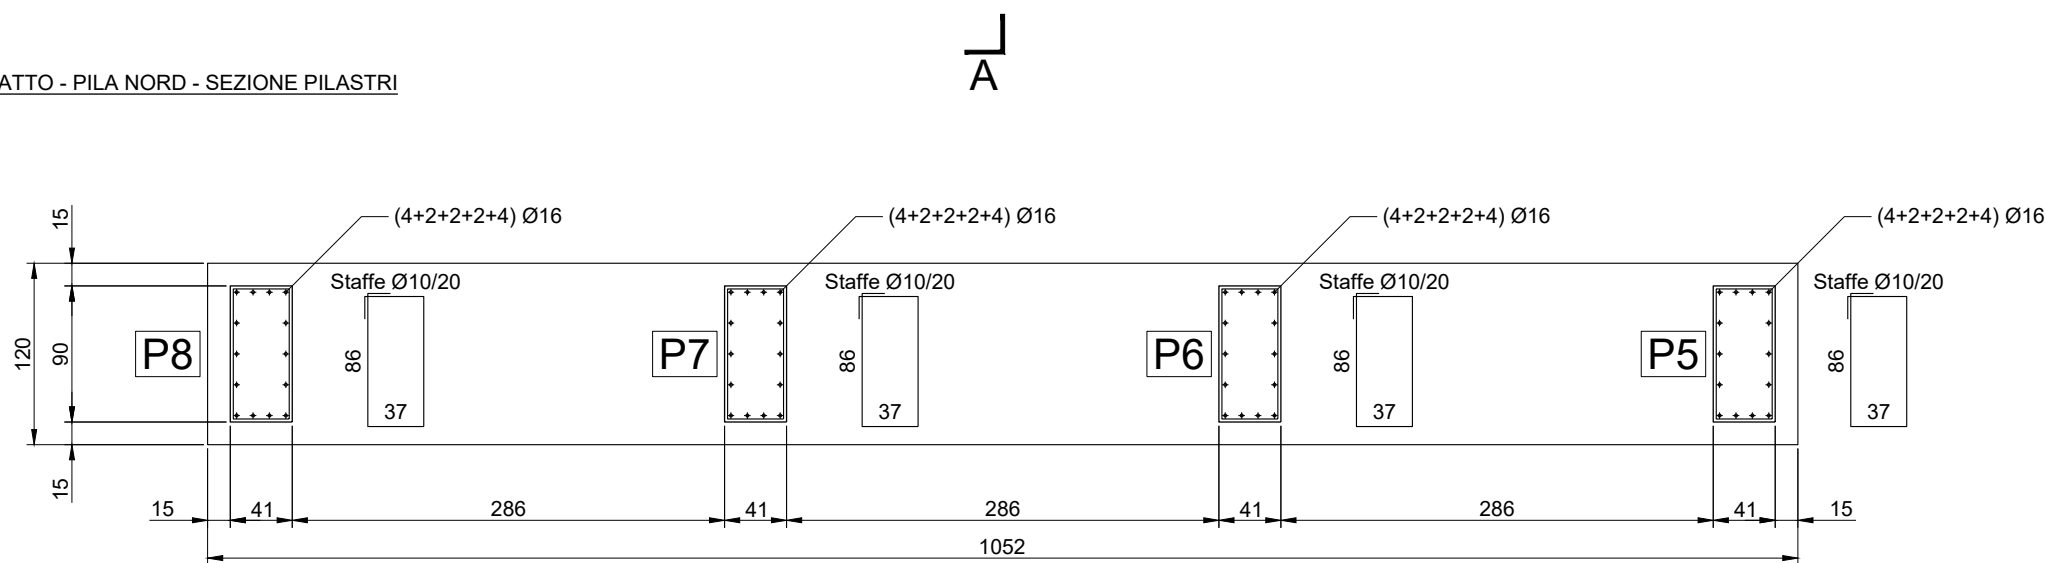 A
ATTO - PILA NORD - SEZIONE PILASTRI
(4+2+2+2+4) Ø16
(4+2+2+2+4) Ø16
(4+2+2+2+4) Ø16
(4+2+2+2+4) Ø16
15
120
90
15
Staffe Ø10/20
Staffe Ø10/20
Staffe Ø10/20
Staffe Ø10/20
P8
86
37
P7
86
37
P6
86
37
P5
86
37
15
41
286
41
286
41
286
41
15
1052